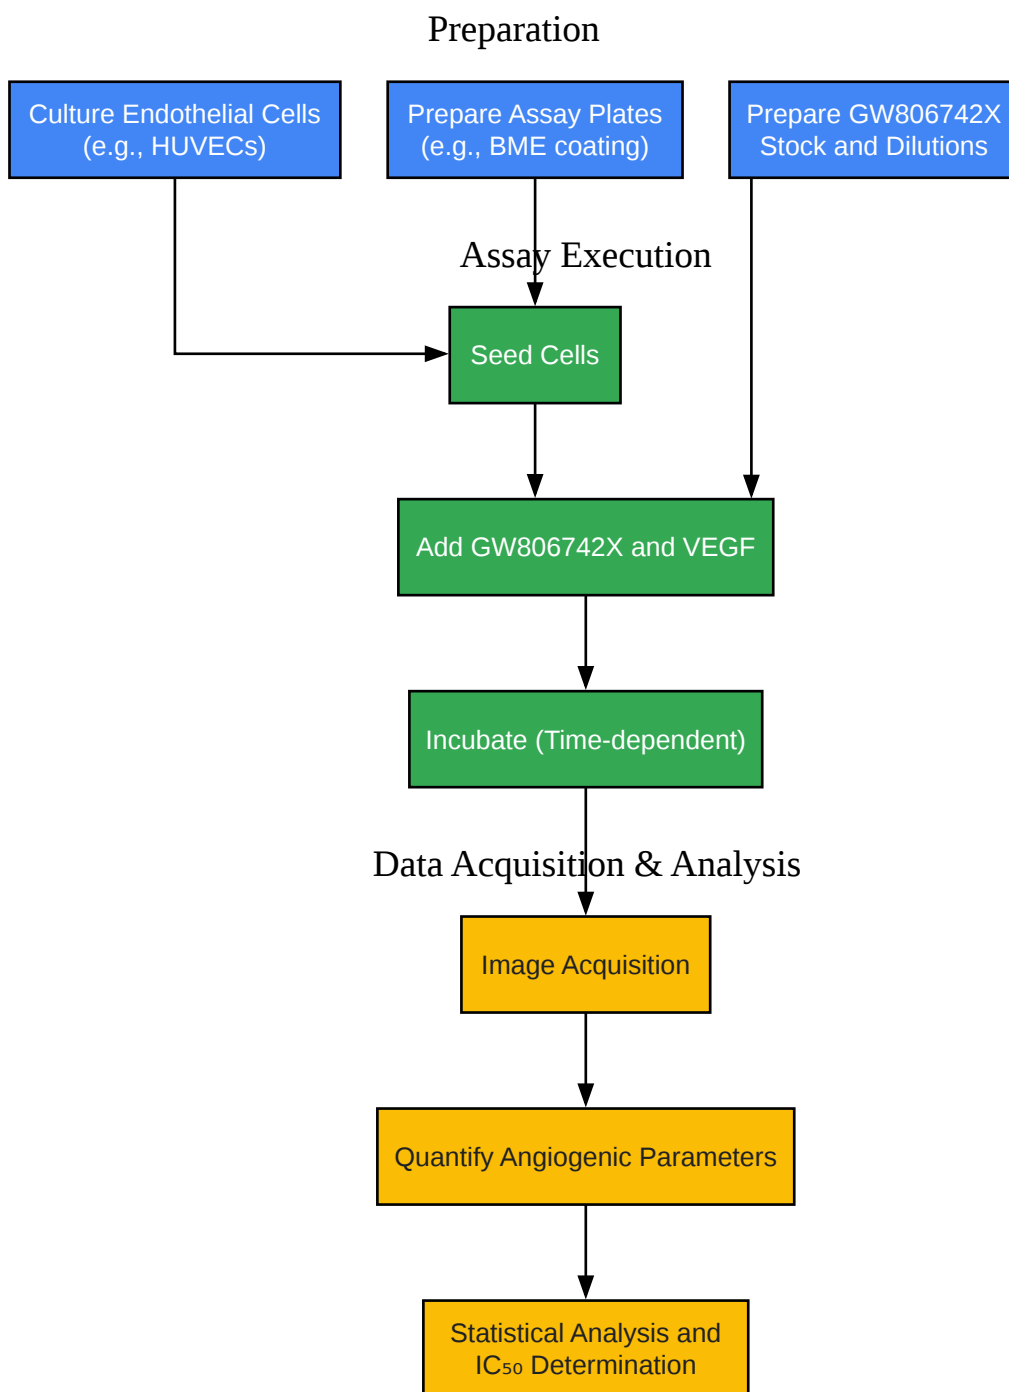 Preparation
Culture Endothelial Cells
(e.g., HUVECs)
Prepare Assay Plates
(e.g., BME coating)
Prepare GW806742X
Stock and Dilutions
Assay Execution
Seed Cells
Add GW806742X and VEGF
Incubate (Time-dependent)
Data Acquisition & Analysis
Image Acquisition
Quantify Angiogenic Parameters
Statistical Analysis and
IC₅₀ Determination